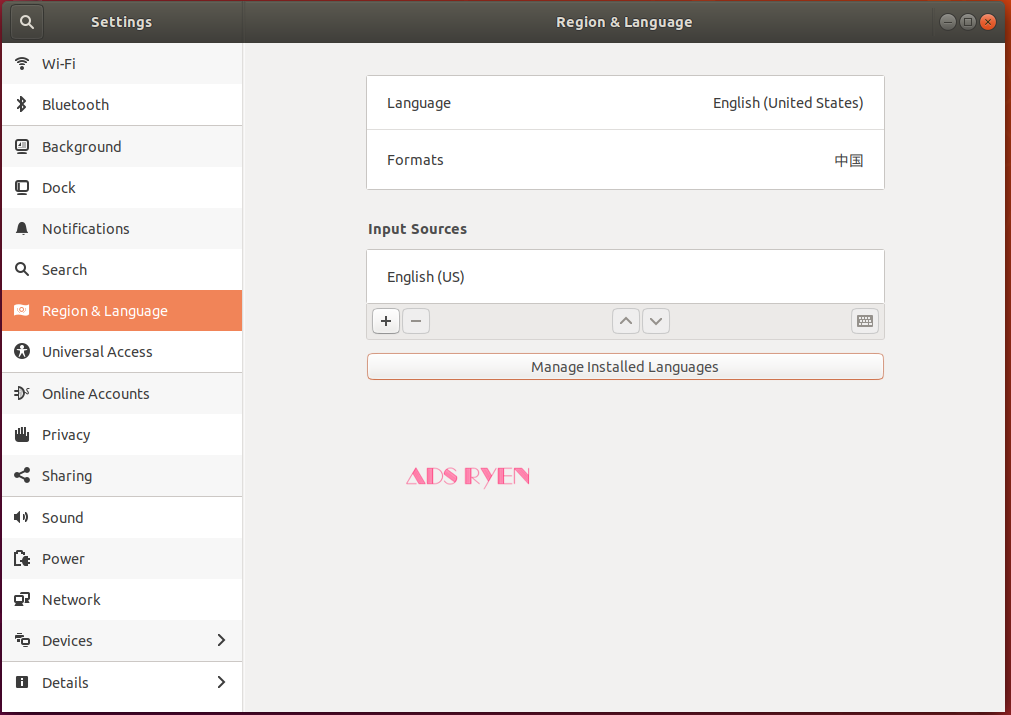 Settings
Region & Language
Wi-Fi
Bluetooth
Background
Dock
Notifications
Search
Region & Language
Universal Access
Online Accounts
Privacy
Sharing
Sound
Power
Network
Devices
Details
Language English (United States)
Formats 中国
Input Sources
English (US)
Manage Installed Languages
ADS RYEN